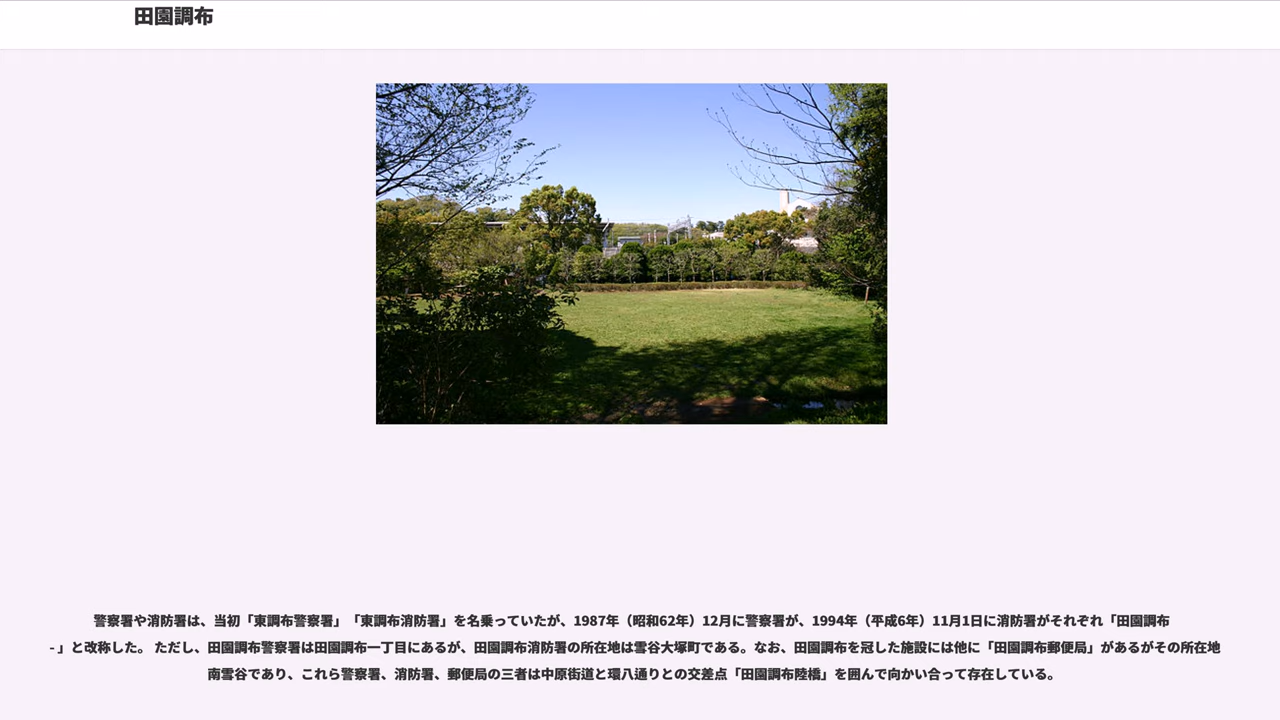 田園調布
警察署や消防署は、当初「東調布警察署」「東調布消防署」を名乗っていたが、1987年（昭和62年）12月に警察署が、1994年（平成6年）11月1日に消防署がそれぞれ「田園調布
- 」と改称した。 ただし、田園調布警察署は田園調布一丁目にあるが、田園調布消防署の所在地は雪谷大塚町である。なお、田園調布を冠した施設には他に「田園調布郵便局」があるがその所在地
南雪谷であり、これら警察署、消防署、郵便局の三者は中原街道と環八通りとの交差点「田園調布陸橋」を囲んで向かい合って存在している。